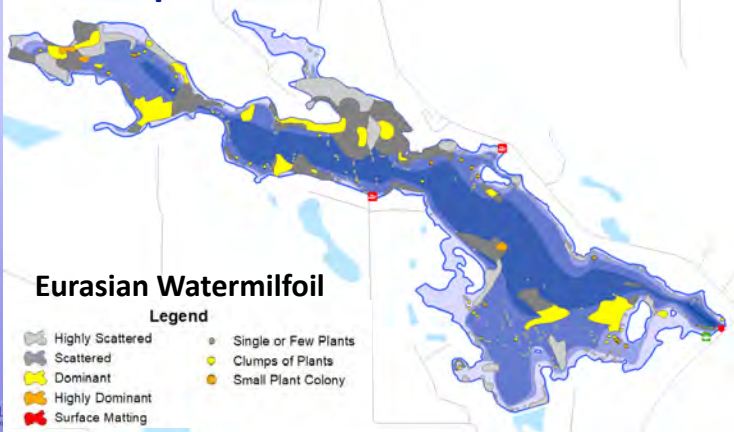 Eurasian Watermilfoil
Legend
Highly Scattered
Scattered
Dominant
Highly Dominant
Surface Matting
Single or Few Plants
Clumps of Plants
Small Plant Colony